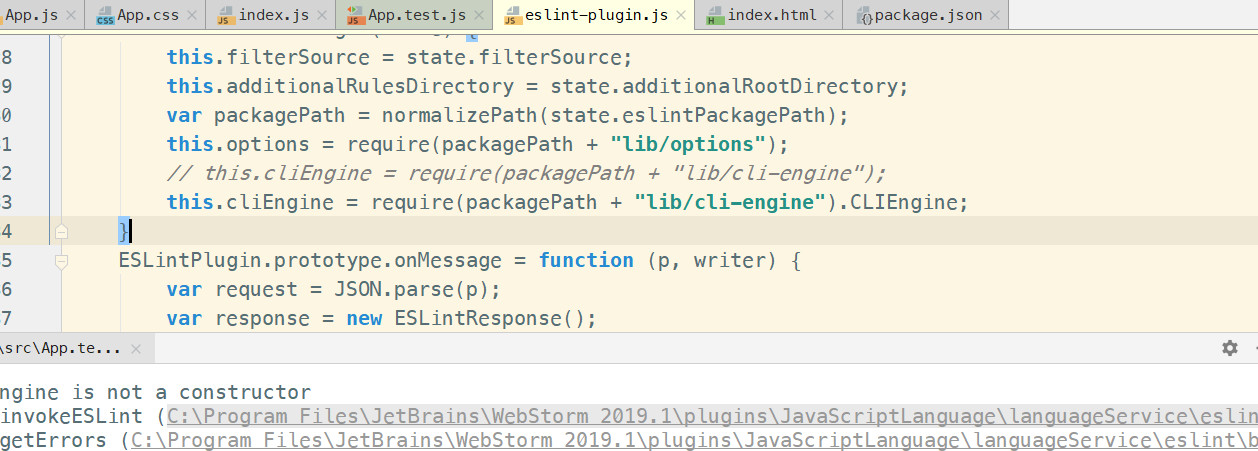 App.js App.css index.js App.test.js eslint-plugin.js index.html package.json
8 this.filterSource = state.filterSource;
9 this.additionalRulesDirectory = state.additionalRootDirectory;
0 var packagePath = normalizePath(state.eslintPackagePath);
1 this.options = require(packagePath + "lib/options");
2 // this.cliEngine = require(packagePath + "lib/cli-engine");
3 this.cliEngine = require(packagePath + "lib/cli-engine").CLIEngine;
4 }
5 ESLintPlugin.prototype.onMessage = function (p, writer) {
6 var request = JSON.parse(p);
7 var response = new ESLintResponse();
\src\App.te...
ngine is not a constructor
invokeESLint (C:\Program Files\JetBrains\WebStorm 2019.1\plugins\JavaScriptLanguage\languageService\eslin
getErrors (C:\Program Files\JetBrains\WebStorm 2019.1\plugins\JavaScriptLanguage\languageService\eslint\b